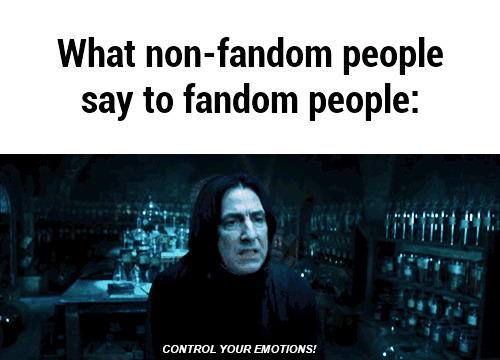 What non-fandom people
say to fandom people:
CONTROL YOUR EMOTIONS!